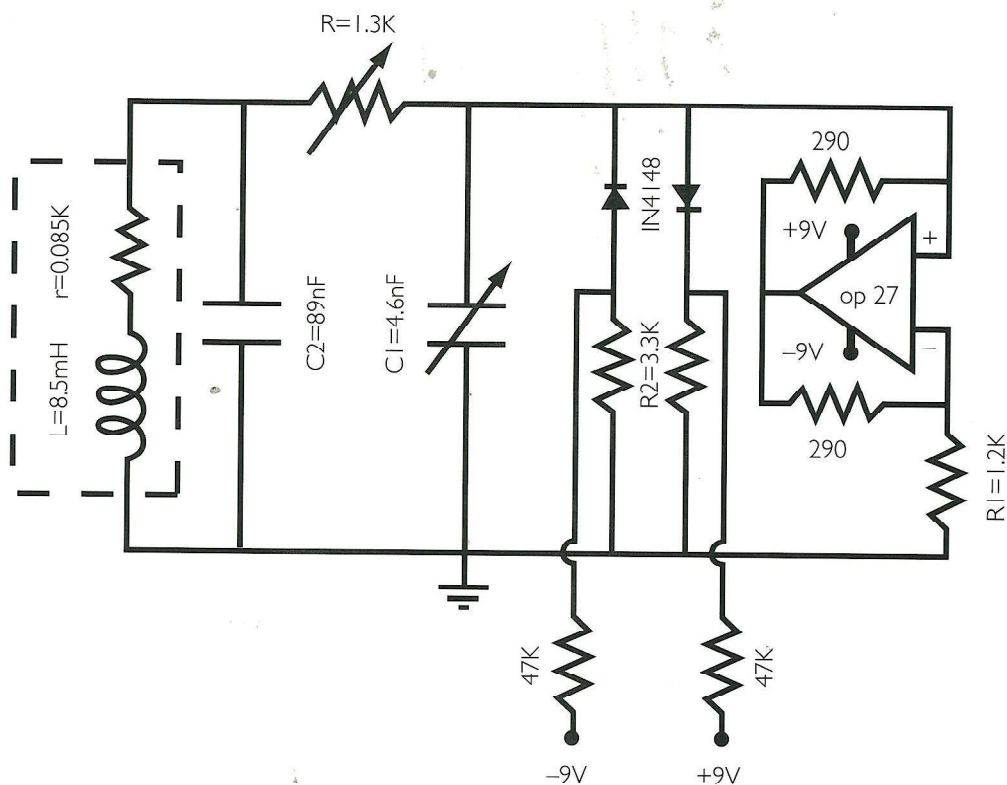 R=1.3K
L=8.5mH r=0.085K
C2=89nF
C1=4.6nF
IN4148
R2=3.3K
290
+9V
+
op 27
–9V
–
290
R1=1.2K
47K
47K
–9V
+9V